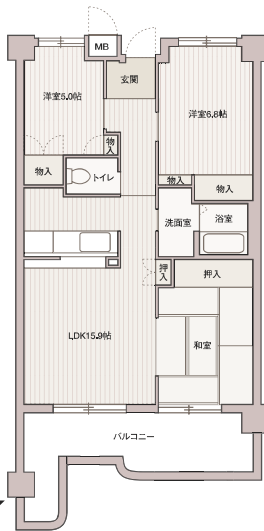 MB
玄関
洋室5.0帖
洋室6.8帖
物入
物入
トイレ
物入
物入
洗面室
浴室
押入
押入
LDK15.9帖
和室
バルコニー